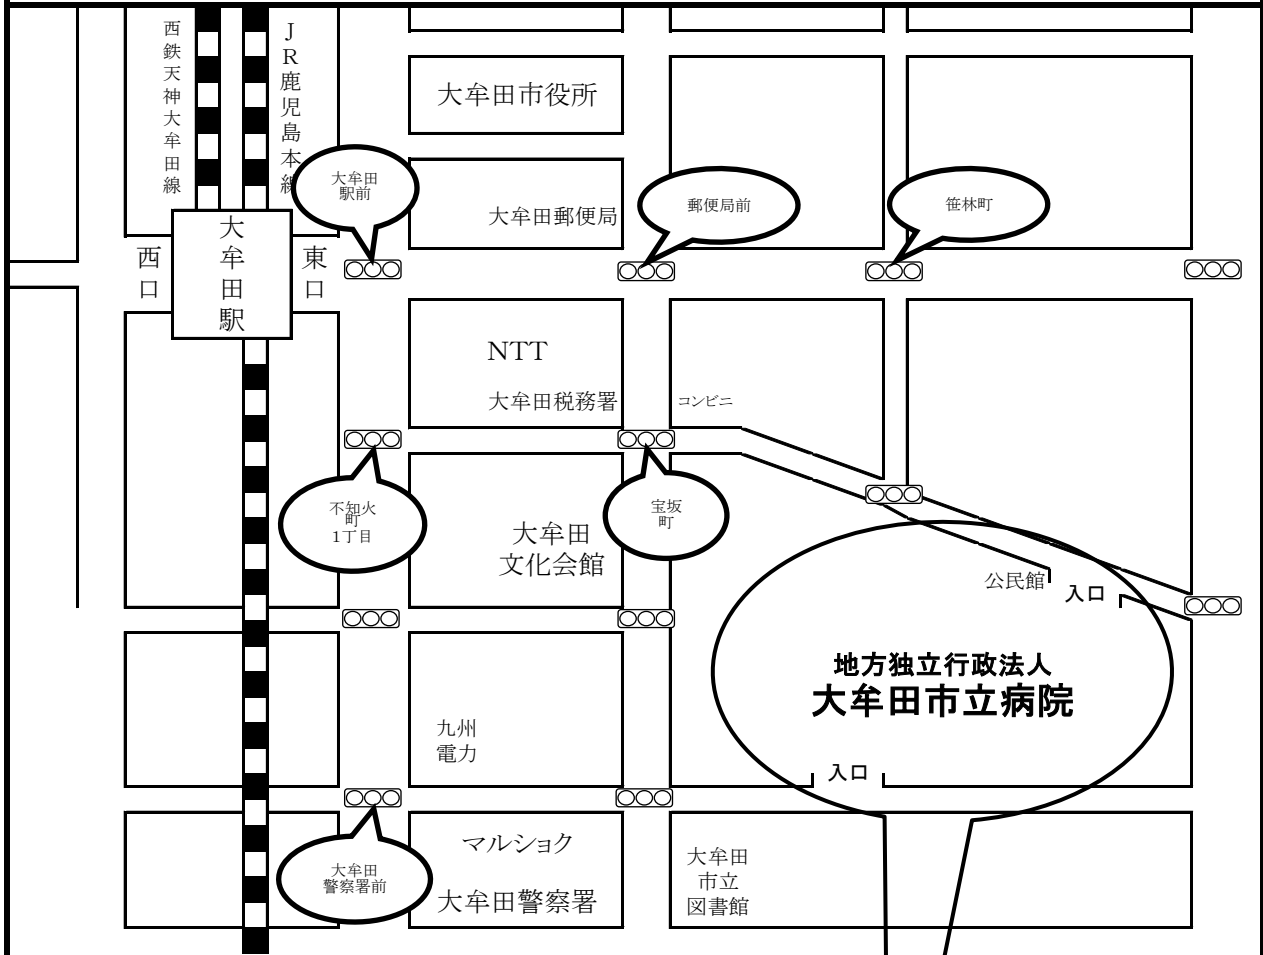 西鉄天神大牟田線
JR鹿児島本線
大牟田市役所
大牟田
駅前
大牟田郵便局
郵便局前
笹林町
西口
大牟田駅
東口
NTT
大牟田税務署
コンビニ
不知火
町
1丁目
大牟田
文化会館
宝坂
町
公民館
入口
地方独立行政法人
大牟田市立病院
九州
電力
入口
マルショク
大牟田警察署
大牟田
警察署前
大牟田
市立
図書館